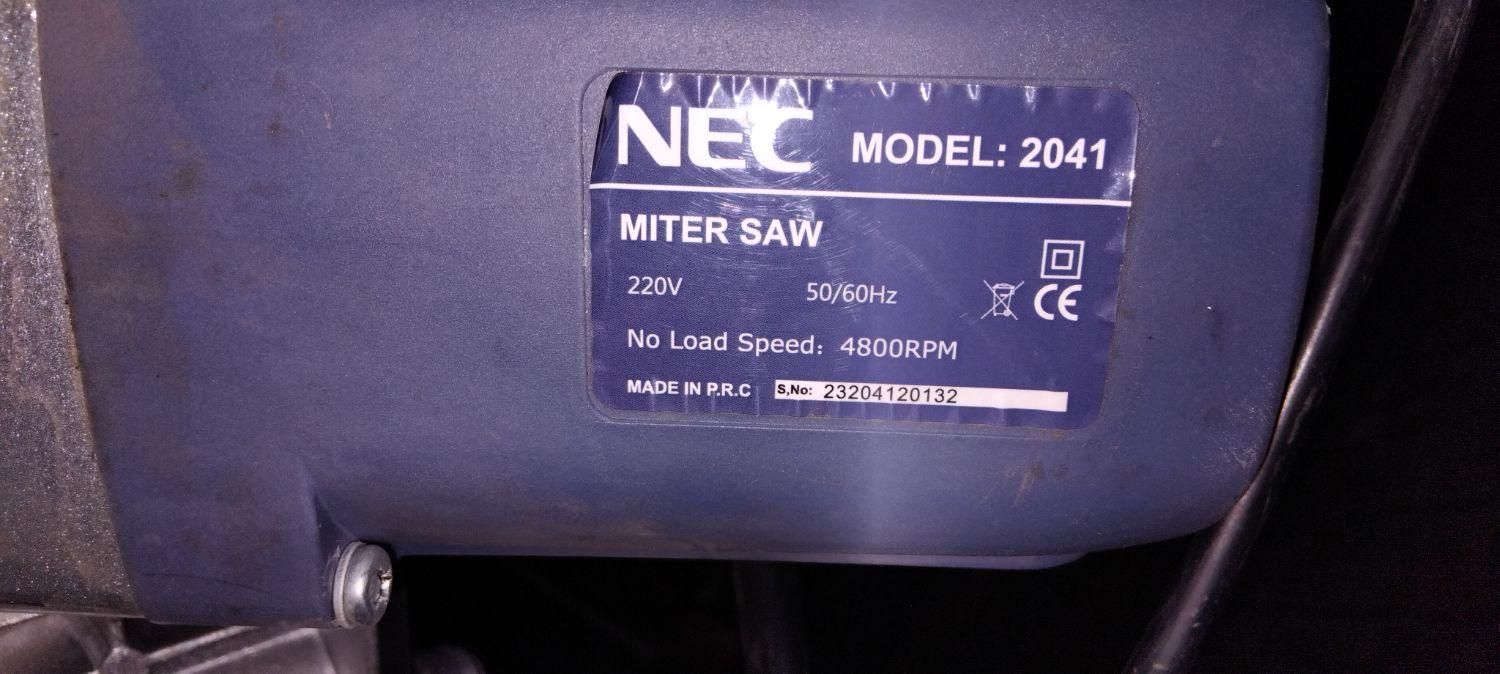 NEC MODEL: 2041
MITER SAW
220V 50/60Hz CE
No Load Speed: 4800RPM
MADE IN P.R.C S,No: 23204120132